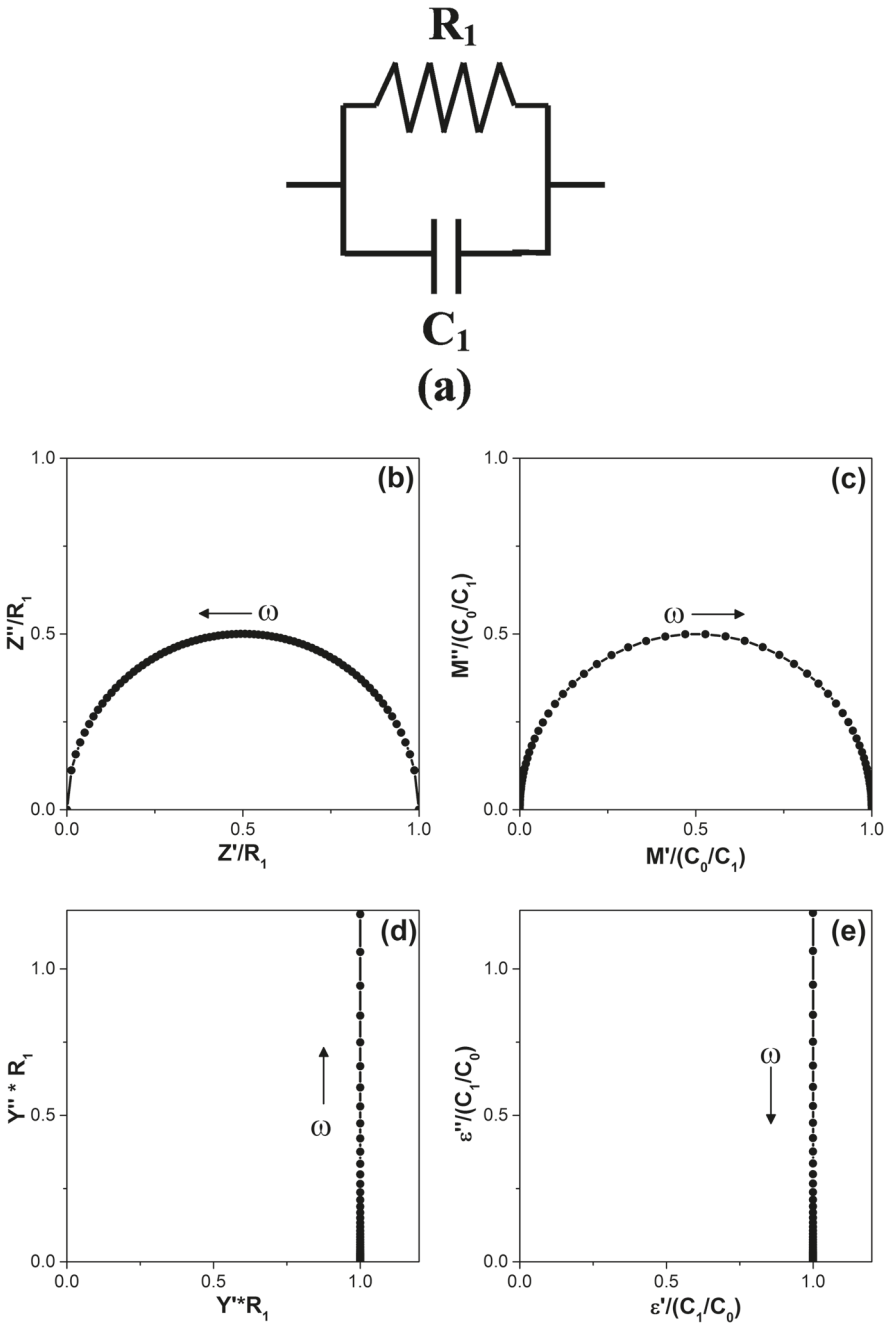 R₁
C₁
(a)
(b)
Z''/R₁
1.0
0.5
0.0
ω
0.0 0.5 1.0
Z'/R₁
(c)
M''/(C₀/C₁)
1.0
0.5
0.0
ω
0.0 0.5 1.0
M'/(C₀/C₁)
(d)
Y'' * R₁
1.0
0.5
0.0
ω
0.0 0.5 1.0
Y'*R₁
(e)
ε''/(C₁/C₀)
1.0
0.5
0.0
ω
0.0 0.5 1.0
ε'/(C₁/C₀)